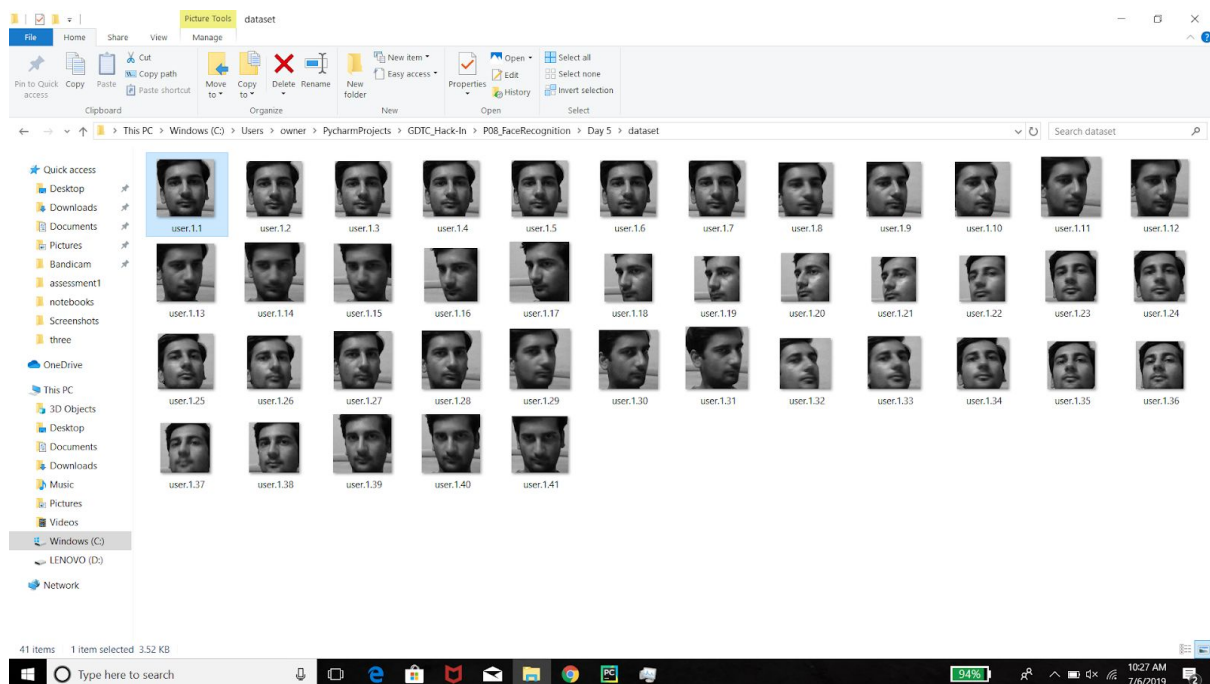 Picture Tools dataset
File Home Share View Manage
Pin to Quick access
Copy
Paste
Cut
Copy path
Paste shortcut
Move to
Copy to
Delete
Rename
New folder
New item
Easy access
Properties
Open
Edit
History
Select all
Select none
Invert selection
Clipboard Organize New Open Select
This PC > Windows (C:) > Users > owner > PycharmProjects > GDTC_Hack-In > P08_FaceRecognition > Day 5 > dataset
Search dataset
Quick access
Desktop
Downloads
Documents
Pictures
Bandicam
assessment1
notebooks
Screenshots
three
OneDrive
This PC
3D Objects
Desktop
Documents
Downloads
Music
Pictures
Videos
Windows (C:)
LENOVO (D:)
Network
user.1.1 user.1.2 user.1.3 user.1.4 user.1.5 user.1.6 user.1.7 user.1.8 user.1.9 user.1.10 user.1.11 user.1.12
user.1.13 user.1.14 user.1.15 user.1.16 user.1.17 user.1.18 user.1.19 user.1.20 user.1.21 user.1.22 user.1.23 user.1.24
user.1.25 user.1.26 user.1.27 user.1.28 user.1.29 user.1.30 user.1.31 user.1.32 user.1.33 user.1.34 user.1.35 user.1.36
user.1.37 user.1.38 user.1.39 user.1.40 user.1.41
41 items 1 item selected 3.52 KB
Type here to search
PC
94%
10:27 AM
7/6/2019
2